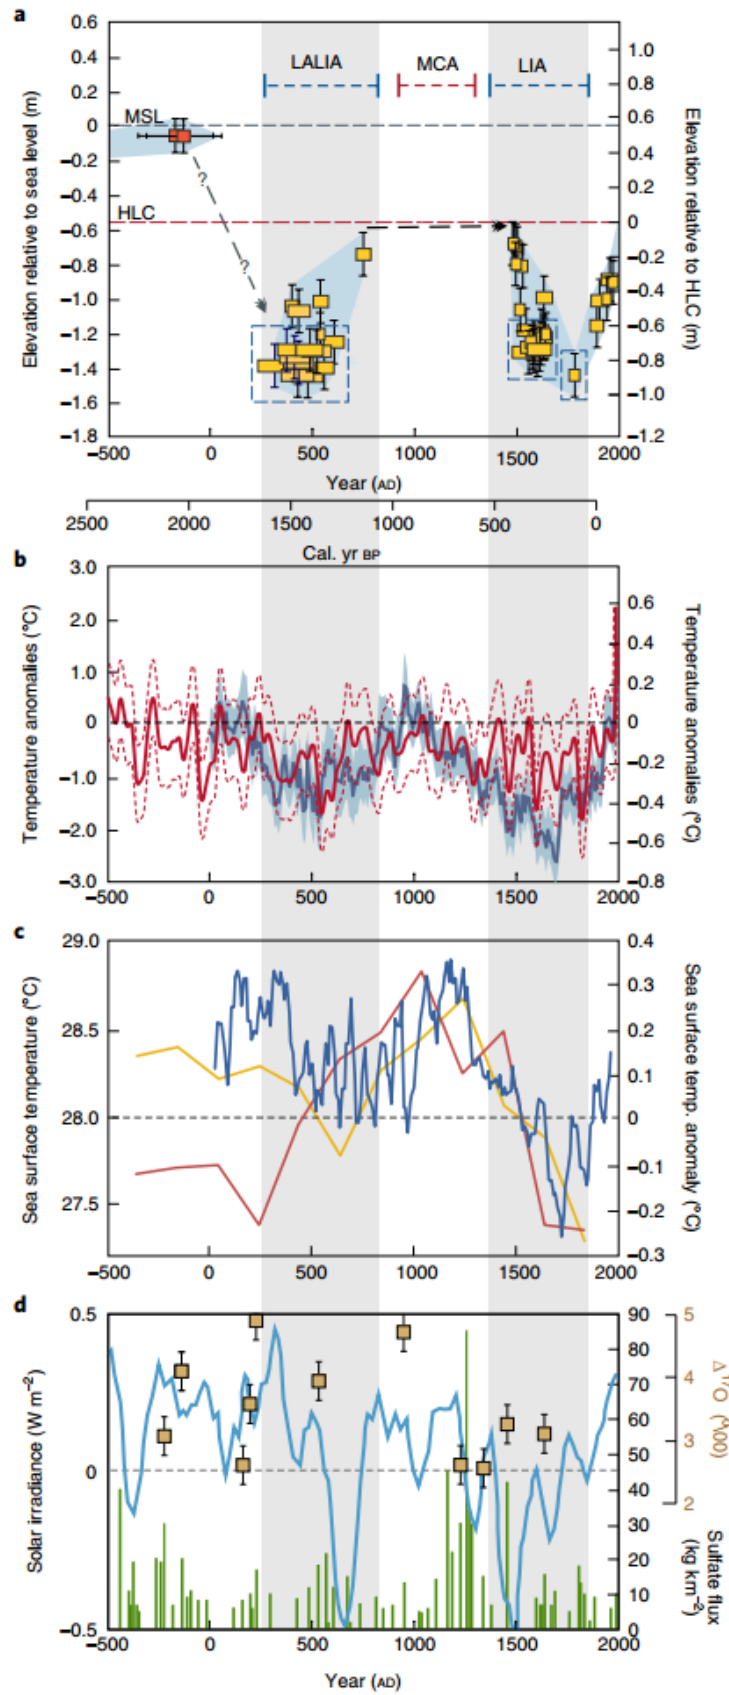 a
0.6
0.4
0.2
0
−0.2
−0.4
−0.6
−0.8
−1.0
−1.2
−1.4
−1.6
−1.8
Elevation relative to sea level (m)
LALIA
MCA
LIA
MSL
HLC
?
?
1.0
0.8
0.6
0.4
0.2
0
−0.2
−0.4
−0.6
−0.8
−1.0
−1.2
Elevation relative to HLC (m)
−500 0 500 1000 1500 2000
Year (AD)
2500 2000 1500 1000 500 0
Cal. yr BP
b
3.0
2.0
1.0
0
−1.0
−2.0
−3.0
Temperature anomalies (°C)
0.6
0.4
0.2
0
−0.2
−0.4
−0.6
−0.8
Temperature anomalies (°C)
−500 0 500 1000 1500 2000
c
29.0
28.5
28.0
27.5
Sea surface temperature (°C)
0.4
0.3
0.2
0.1
0
−0.1
−0.2
−0.3
Sea surface temp. anomaly (°C)
−500 0 500 1000 1500 2000
d
0.5
0
−0.5
Solar irradiance (W m−2)
90
80
70
60
50
40
30
20
10
0
Sulfate flux
(kg km−2)
5
4
3
2
−500 0 500 1000 1500 2000
Year (AD)